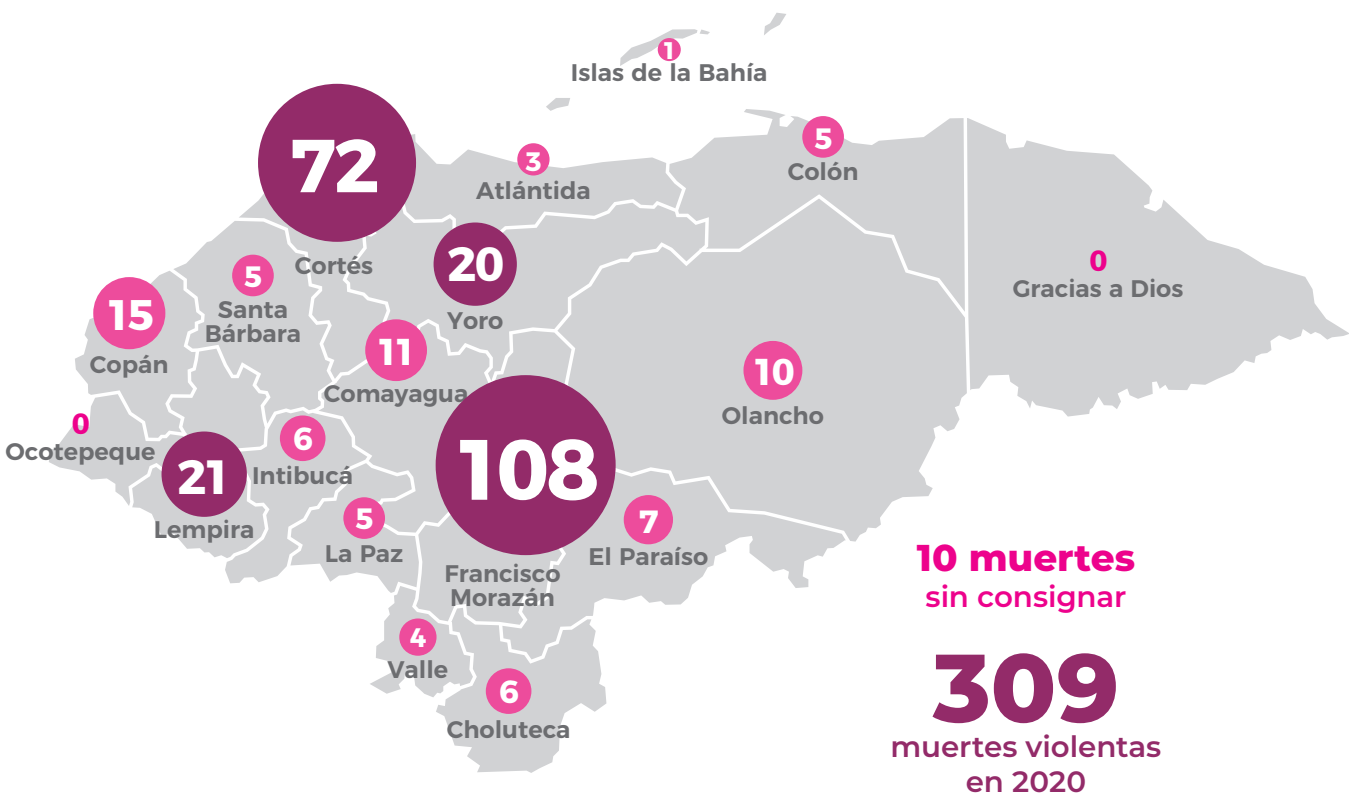 1
Islas de la Bahía
72
Cortés
3
Atlántida
5
Colón
20
Yoro
0
Gracias a Dios
5
Santa
Bárbara
15
Copán
11
Comayagua
10
Olancho
0
Ocotepeque
21
Lempira
6
Intibucá
108
Francisco
Morazán
5
La Paz
7
El Paraíso
4
Valle
6
Choluteca
10 muertes
sin consignar
309
muertes violentas
en 2020